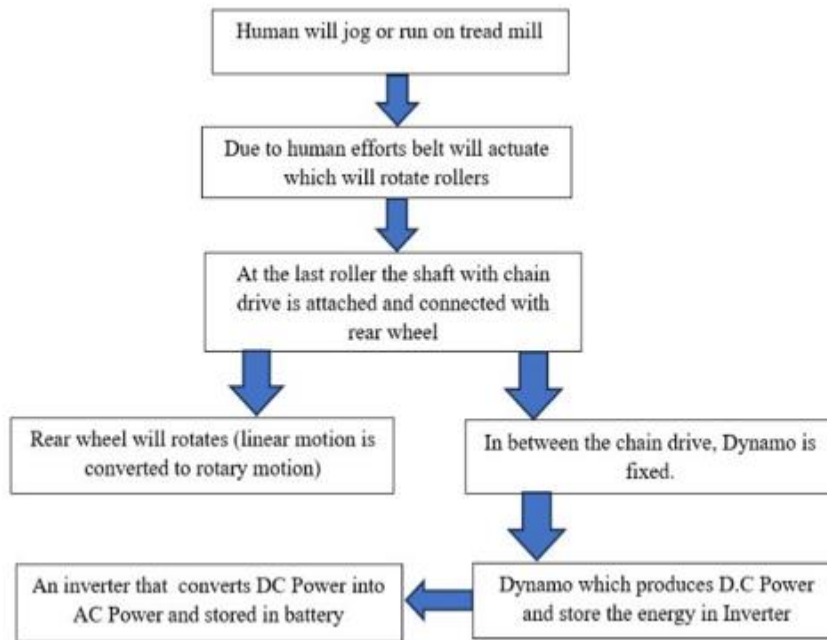 Human will jog or run on tread mill
Due to human efforts belt will actuate
which will rotate rollers
At the last roller the shaft with chain
drive is attached and connected with
rear wheel
Rear wheel will rotates (linear motion is
converted to rotary motion)
In between the chain drive, Dynamo is
fixed.
An inverter that converts DC Power into
AC Power and stored in battery
Dynamo which produces D.C Power
and store the energy in Inverter